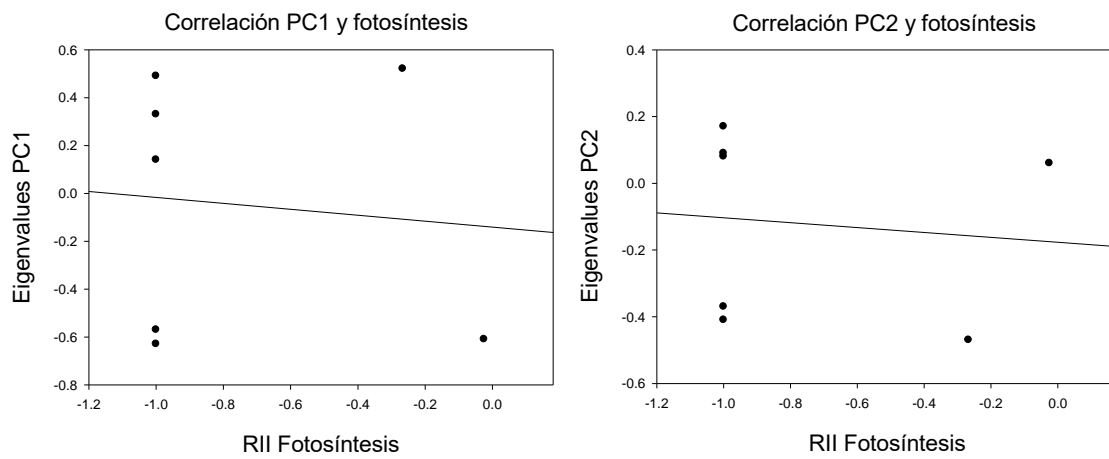 Correlación PC1 y fotosíntesis
Eigenvalues PC1
0.6
0.4
0.2
0.0
-0.2
-0.4
-0.6
-0.8
-1.2 -1.0 -0.8 -0.6 -0.4 -0.2 0.0
RII Fotosíntesis
Correlación PC2 y fotosíntesis
Eigenvalues PC2
0.4
0.2
0.0
-0.2
-0.4
-0.6
-1.2 -1.0 -0.8 -0.6 -0.4 -0.2 0.0
RII Fotosíntesis